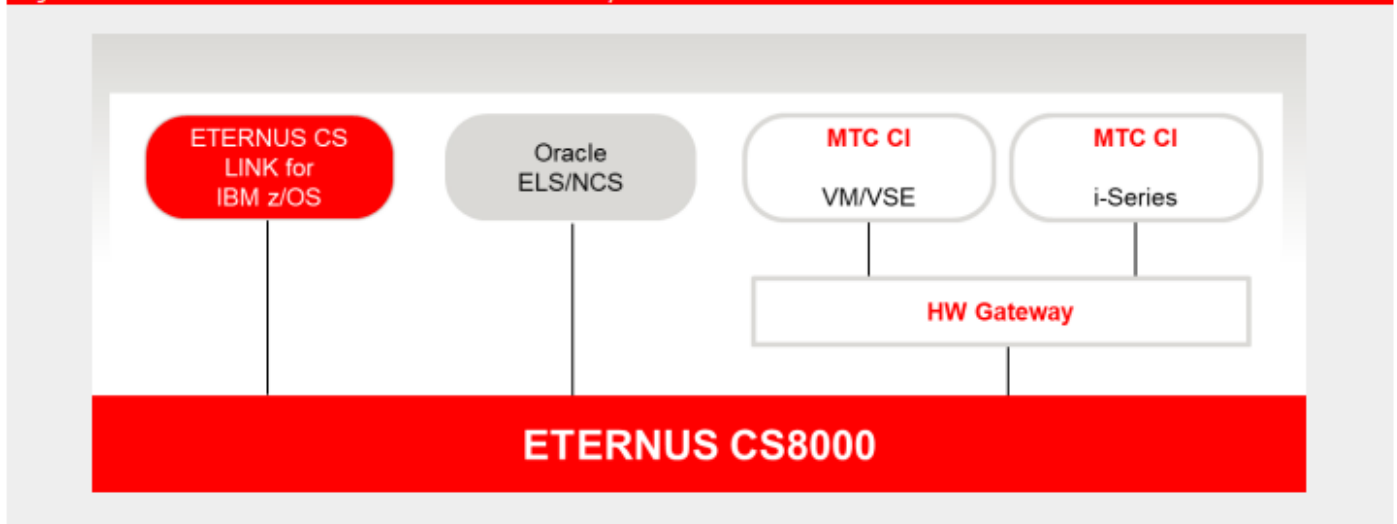 ETERNUS CS
LINK for
IBM z/OS
Oracle
ELS/NCS
MTC CI
VM/VSE
MTC CI
i-Series
HW Gateway
ETERNUS CS8000